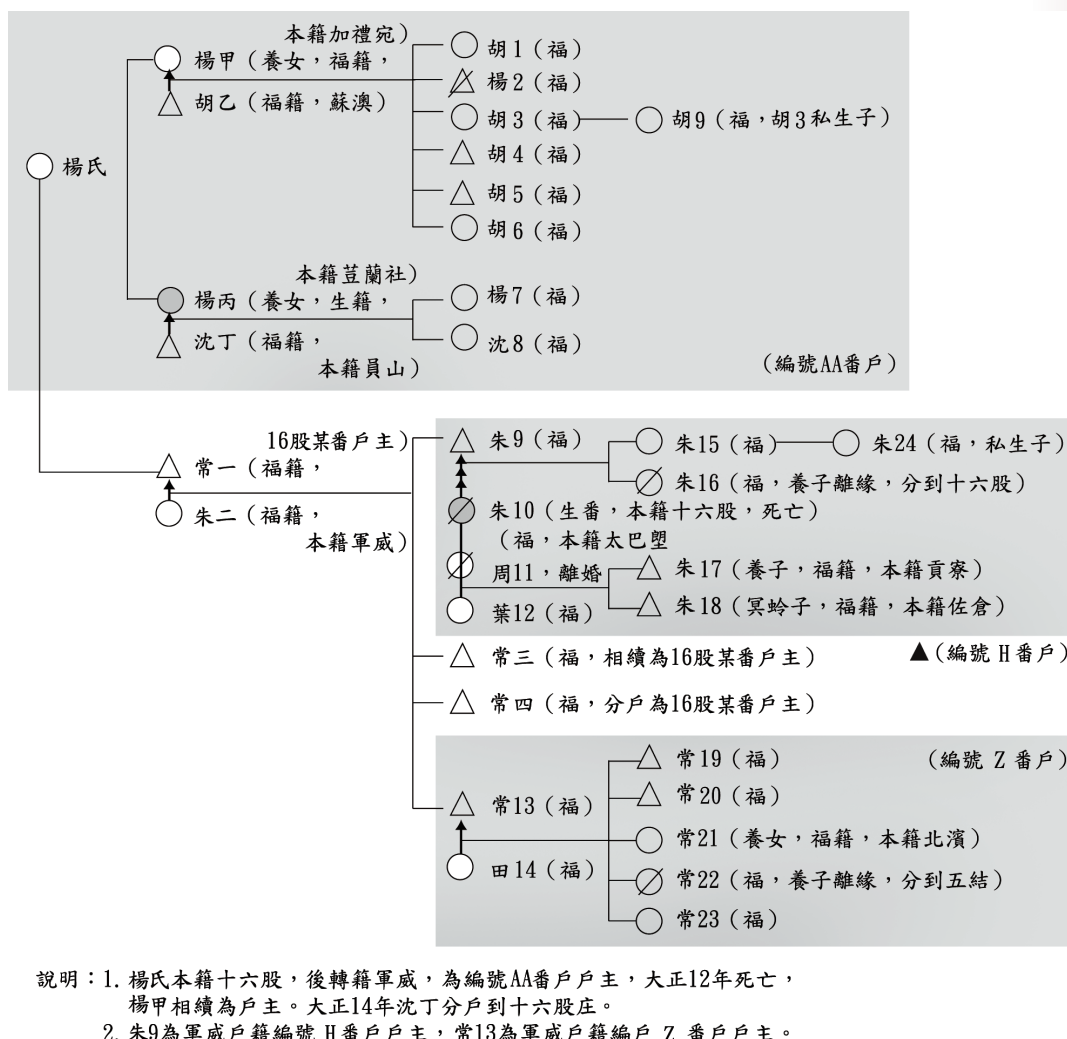 本籍加禮宛)
楊甲(養女,福籍,
胡乙(福籍,蘇澳)
胡1(福)
楊2(福)
胡3(福)
胡9(福,胡3私生子)
胡4(福)
胡5(福)
胡6(福)
楊氏
本籍荳蘭社)
楊丙(養女,生籍,
沈丁(福籍,
本籍員山)
楊7(福)
沈8(福)
(編號AA番戶)
16股某番戶主)
常一(福籍,
朱二(福籍,
本籍軍威)
朱9(福)
朱15(福)
朱24(福,私生子)
朱16(福,養子離緣,分到十六股)
朱10(生番,本籍十六股,死亡)
(福,本籍太巴塱
周11,離婚
朱17(養子,福籍,本籍貢寮)
葉12(福)
朱18(冥蛉子,福籍,本籍佐倉)
常三(福,相續為16股某番戶主)
▲(編號 H番戶)
常四(福,分戶為16股某番戶主)
常13(福)
田14(福)
常19(福)
(編號 Z 番戶)
常20(福)
常21(養女,福籍,本籍北濱)
常22(福,養子離緣,分到五結)
常23(福)
說明:1. 楊氏本籍十六股,後轉籍軍威,為編號AA番戶戶主,大正12年死亡,
楊甲相續為戶主。大正14年沈丁分戶到十六股庄。
2. 朱9為軍威戶籍編號 H番戶戶主,常13為軍威戶籍編戶 Z 番戶戶主。